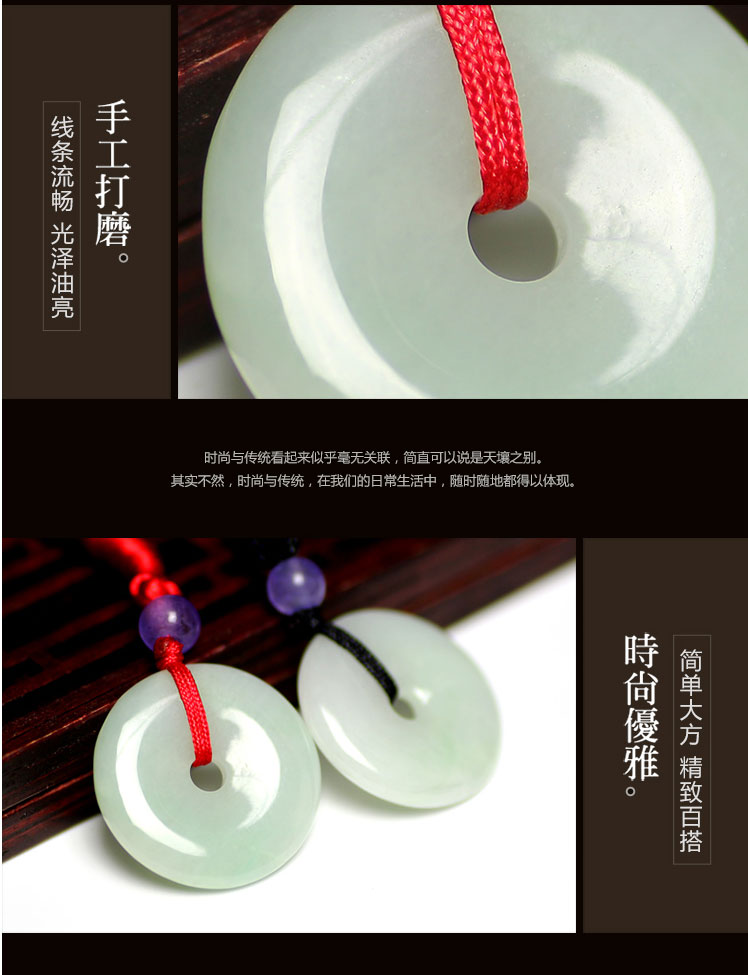 手工打磨。
线条流畅 光泽油亮
时尚与传统看起来似乎毫无关联，简直可以说是天壤之别。
其实不然，时尚与传统，在我们的日常生活中，随时随地都得以体现。
時尚優雅。
简单大方 精致百搭